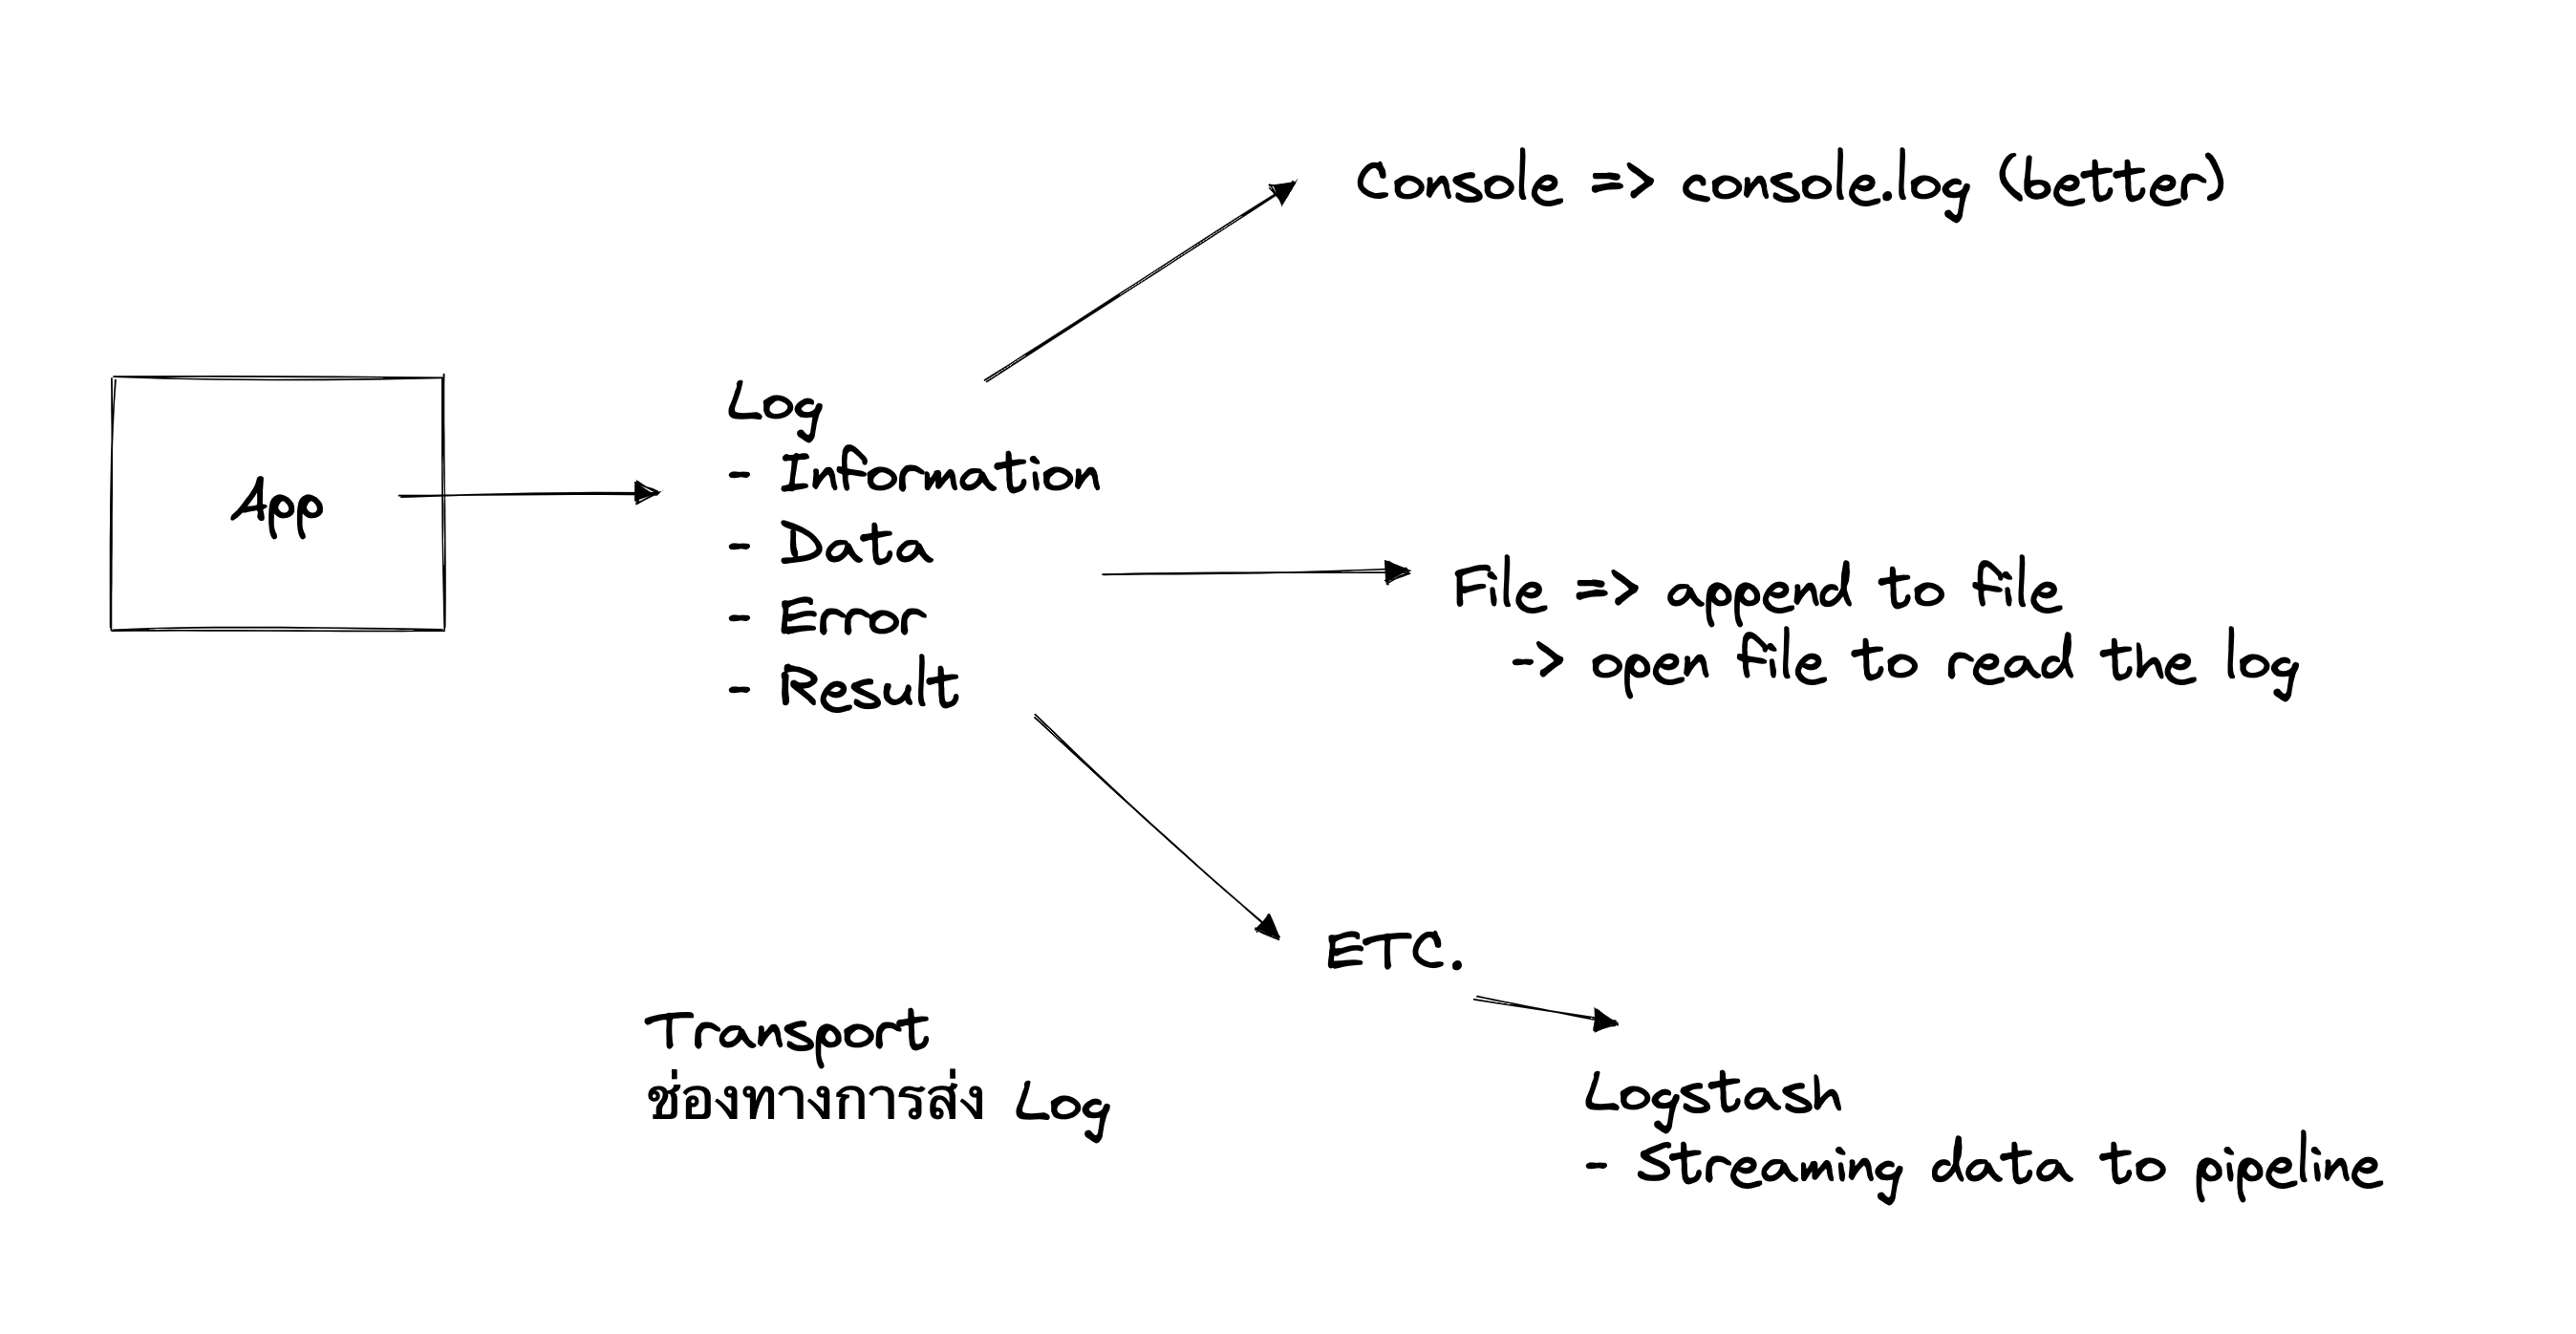 Console => console.log (better)
App
Log
- Information
- Data
- Error
- Result
File => append to file
-> open file to read the log
ETC.
Transport
ช่องทางการส่ง Log
Logstash
- Streaming data to pipeline